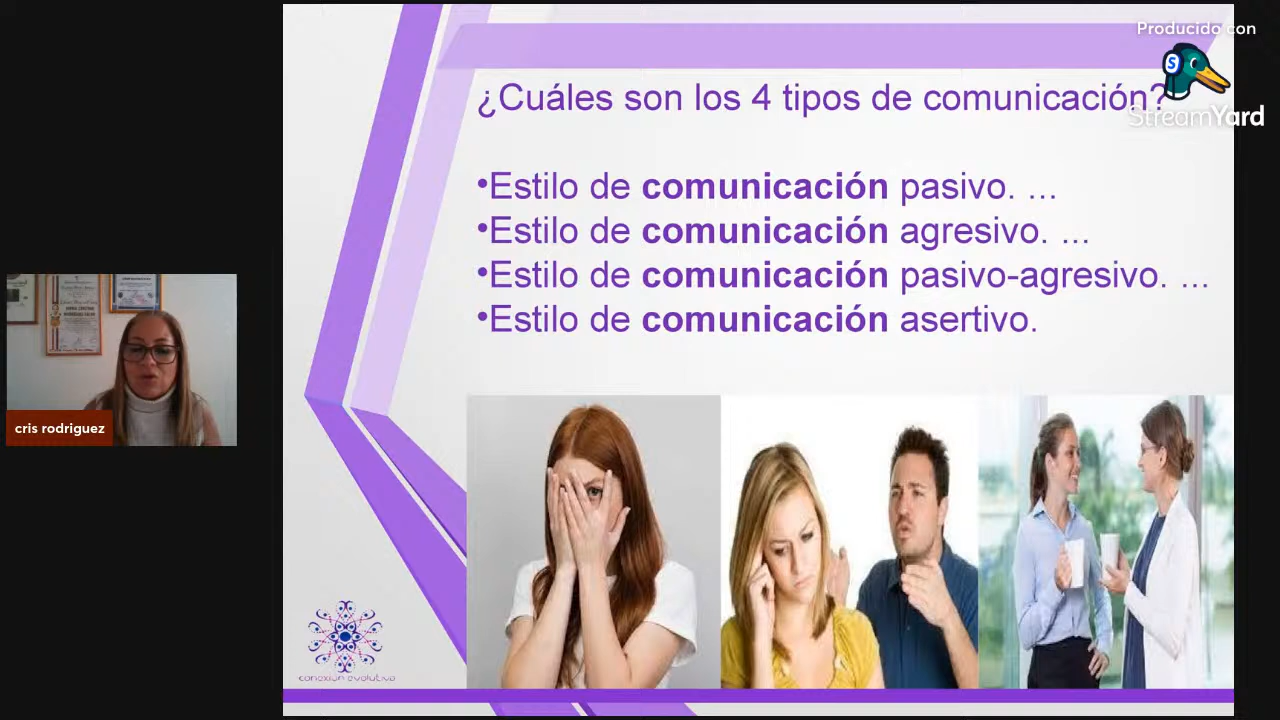 Producido con
StreamYard
¿Cuáles son los 4 tipos de comunicación?
•Estilo de comunicación pasivo. ...
•Estilo de comunicación agresivo. ...
•Estilo de comunicación pasivo-agresivo. ...
•Estilo de comunicación asertivo.
cris rodriguez
conexión evolutiva